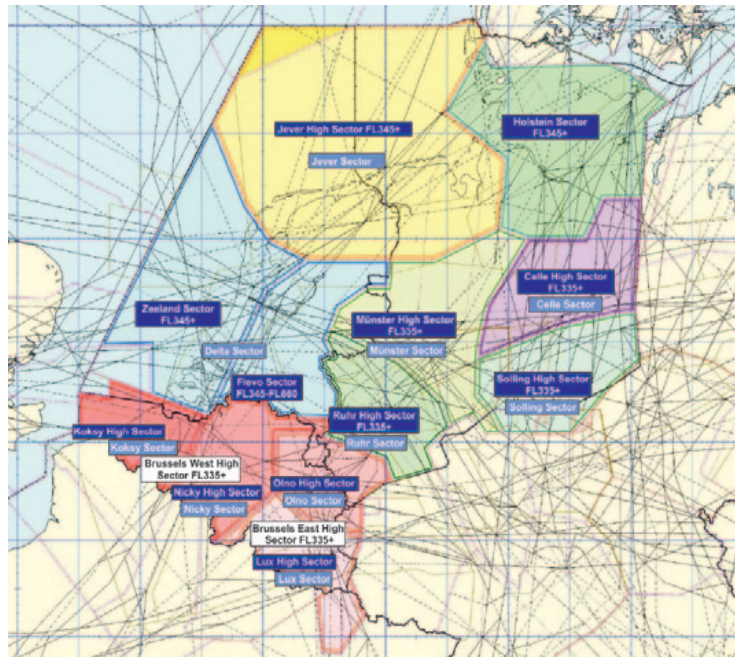 Jever High Sector FL345+
Jever Sector
Holstein Sector
FL345+
Celle High Sector
FL335+
Celle Sector
Zeeland Sector
FL345+
Münster High Sector
FL335+
Münster Sector
Delta Sector
Flevo Sector
FL345-FL660
Solling High Sector
FL335+
Solling Sector
Ruhr High Sector
FL335+
Ruhr Sector
Koksy High Sector
Koksy Sector
Brussels West High
Sector FL335+
Nicky High Sector
Nicky Sector
Olno High Sector
Olno Sector
Brussels East High
Sector FL335+
Lux High Sector
Lux Sector